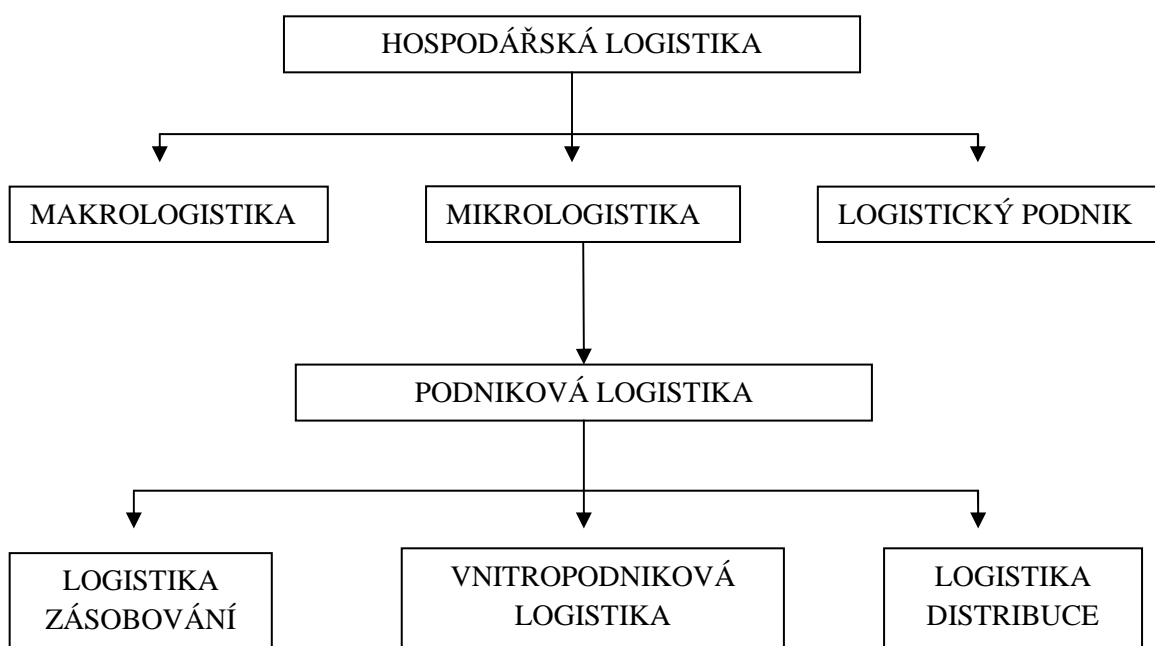 HOSPODÁŘSKÁ LOGISTIKA
MAKROLOGISTIKA
MIKROLOGISTIKA
LOGISTICKÝ PODNIK
PODNIKOVÁ LOGISTIKA
LOGISTIKA
ZÁSOBOVÁNÍ
VNITROPODNIKOVÁ
LOGISTIKA
LOGISTIKA
DISTRIBUCE